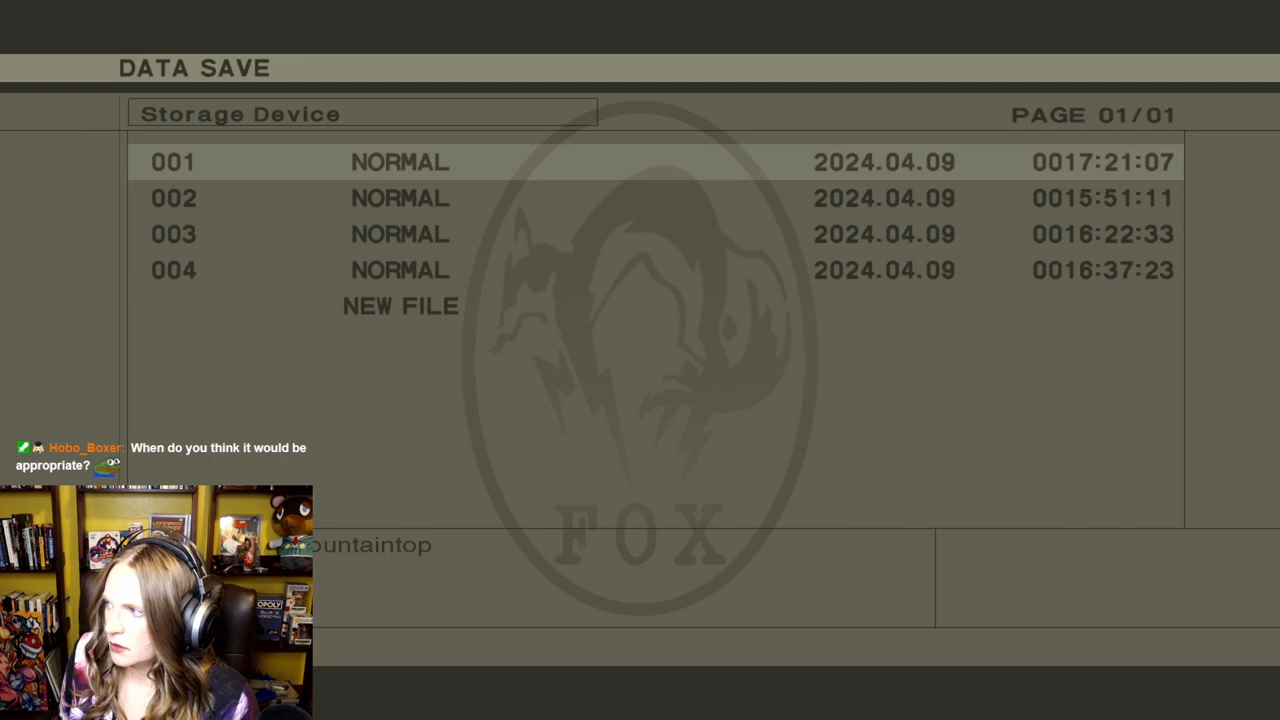 DATA SAVE
Storage Device
PAGE 01/01
001 NORMAL 2024.04.09 0017:21:07
002 NORMAL 2024.04.09 0015:51:11
003 NORMAL 2024.04.09 0016:22:33
004 NORMAL 2024.04.09 0016:37:23
NEW FILE
FOX
Hobo_Boxer: When do you think it would be
appropriate?
ountaintop
OPOLY